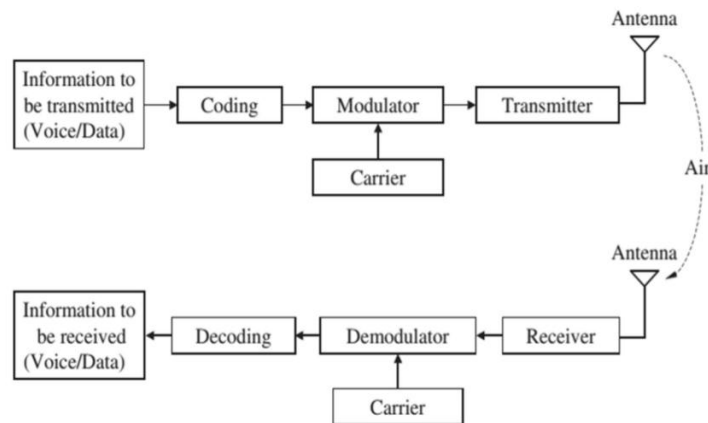 Antenna
Information to
be transmitted
(Voice/Data)
Coding
Modulator
Transmitter
Carrier
Air
Antenna
Information to
be received
(Voice/Data)
Decoding
Demodulator
Receiver
Carrier